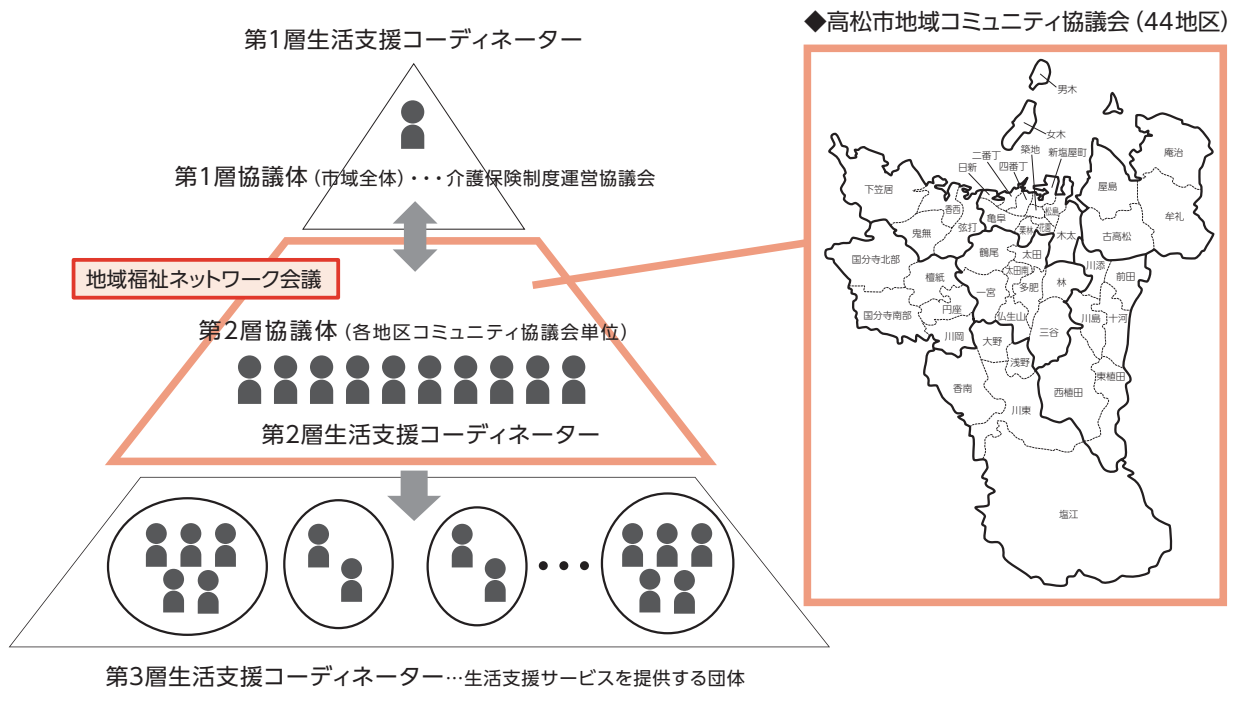 ◆高松市地域コミュニティ協議会（44地区）
第1層生活支援コーディネーター
第1層協議体（市域全体）・・・介護保険制度運営協議会
地域福祉ネットワーク会議
第2層協議体（各地区コミュニティ協議会単位）
第2層生活支援コーディネーター
・・・
第3層生活支援コーディネーター…生活支援サービスを提供する団体
男木
女木
築地
新塩屋町
二番丁
四番丁
日新
庵治
下笠居
屋島
香西
松島
牟礼
亀阜
鬼無
弦打
栗林
花園
木太
古高松
鶴尾
太田
国分寺北部
川添
太田南
前田
檀紙
一宮
多肥
林
円座
国分寺南部
仏生山
川島
十河
三谷
川岡
大野
浅野
香南
西植田
東植田
川東
塩江